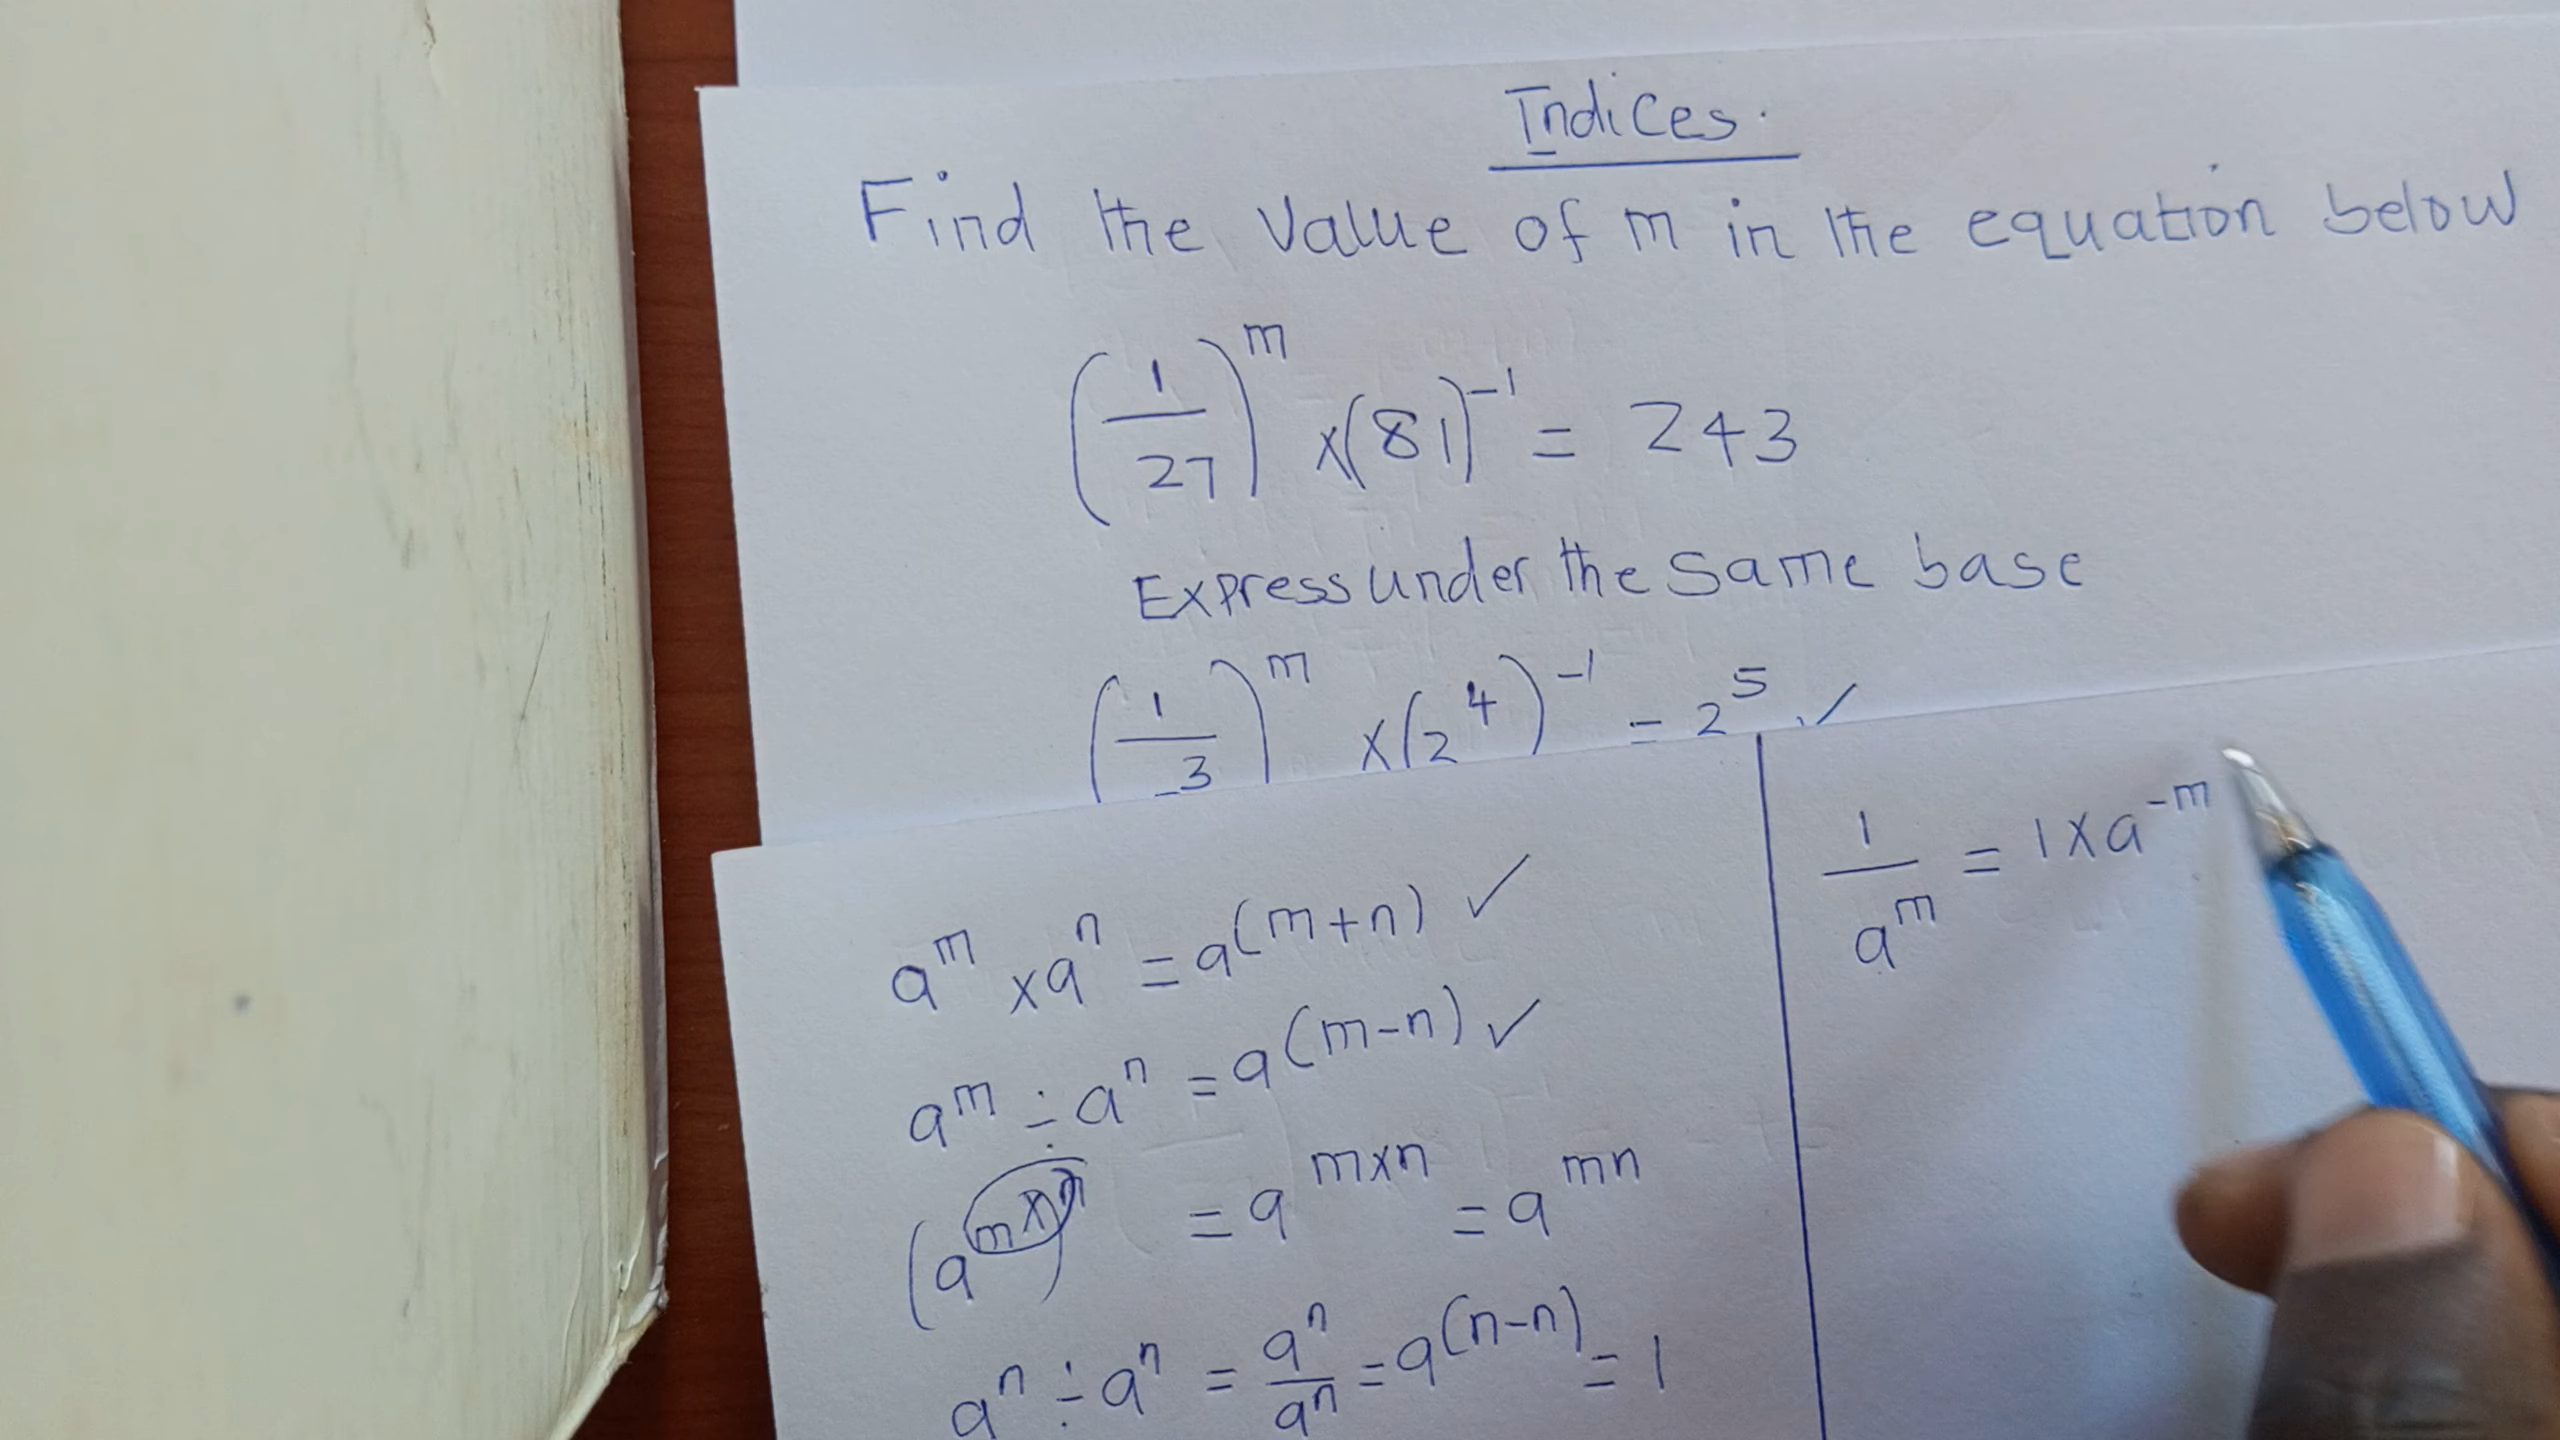 Indices.
Find the value of m in the equation below
(1/27)^m ×(81)^-1 = 243
Express under the same base
(1/3)^m ×(2^4)^-1 = 2^5 ✓
a^m × a^n = a^(m+n) ✓
a^m ÷ a^n = a^(m-n) ✓
(a^m×)^n = a^m×n = a^mn
a^n ÷ a^n = a^n/a^n = a^(n-n) = 1
1/a^m = 1×a^-m